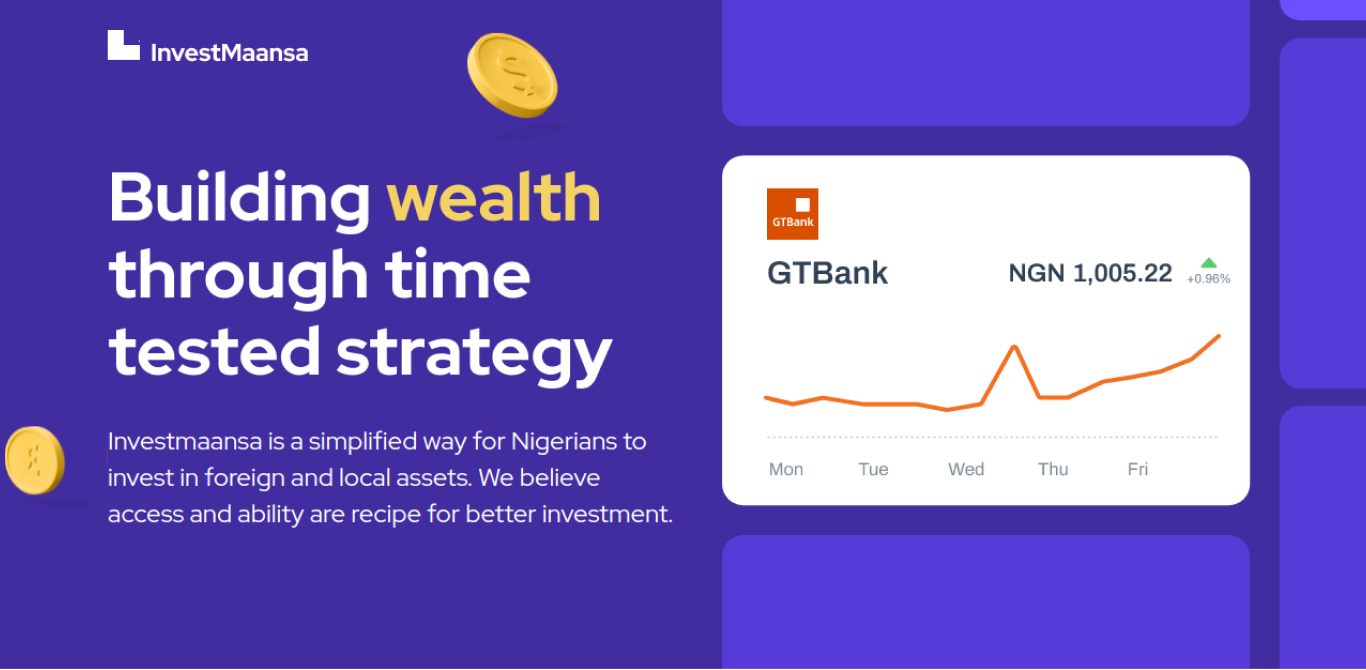 InvestMaansa
Building wealth
through time
tested strategy
Investmaansa is a simplified way for Nigerians to
invest in foreign and local assets. We believe
access and ability are recipe for better investment.
GTBank
GTBank
NGN 1,005.22
+0.96%
Mon Tue Wed Thu Fri